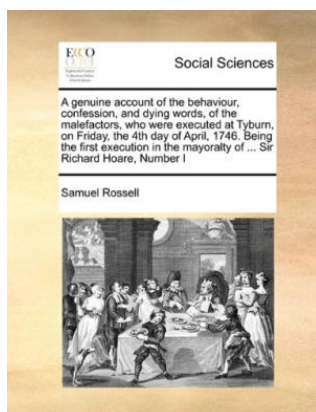 ECCO
Social Sciences
A genuine account of the behaviour,
confession, and dying words, of the
malefactors, who were executed at Tyburn,
on Friday, the 4th day of April, 1746. Being
the first execution in the mayoralty of ... Sir
Richard Hoare, Number I
Samuel Rossell